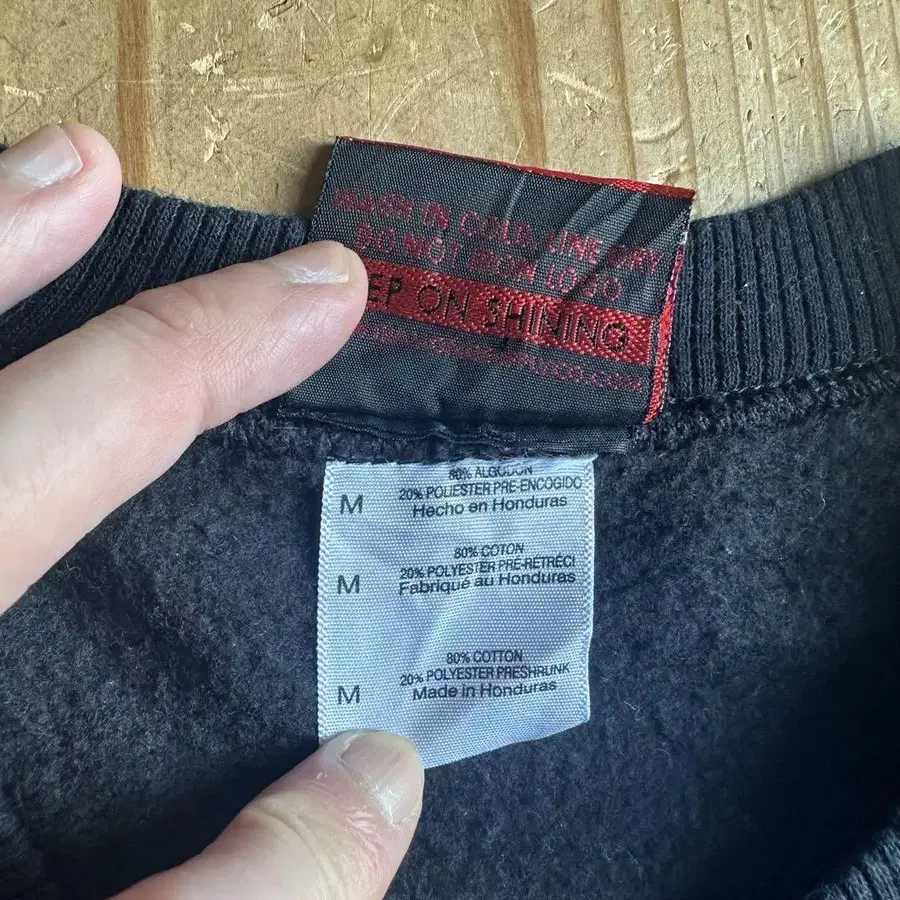 WASH IN COLD, LINE DRY
DO NOT IRON LOGO
EP ON SHINING
80% ALGODON
M
20% POLIESTER PRE-ENCOGIDO
Hecho en Honduras
80% COTON
M
20% POLYESTER PRÉ-RÉTRÉCI
Fabriqué au Honduras
80% COTTON
M
20% POLYESTER PRESHRUNK
Made in Honduras